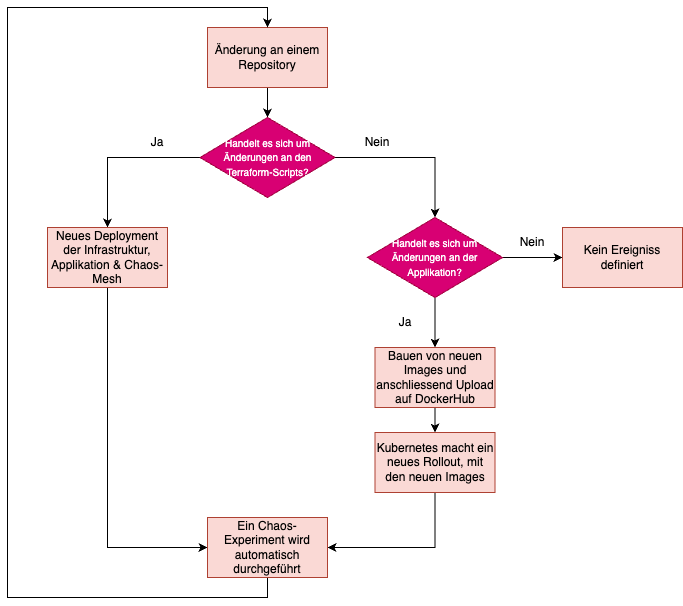 Änderung an einem
Repository
Ja
Handelt es sich um
Änderungen an den
Terraform-Scripts?
Nein
Neues Deployment
der Infrastruktur,
Applikation & Chaos-
Mesh
Handelt es sich um
Änderungen an der
Applikation?
Nein
Kein Ereigniss
definiert
Ja
Bauen von neuen
Images und
anschliessend Upload
auf DockerHub
Kubernetes macht ein
neues Rollout, mit
den neuen Images
Ein Chaos-
Experiment wird
automatisch
durchgeführt